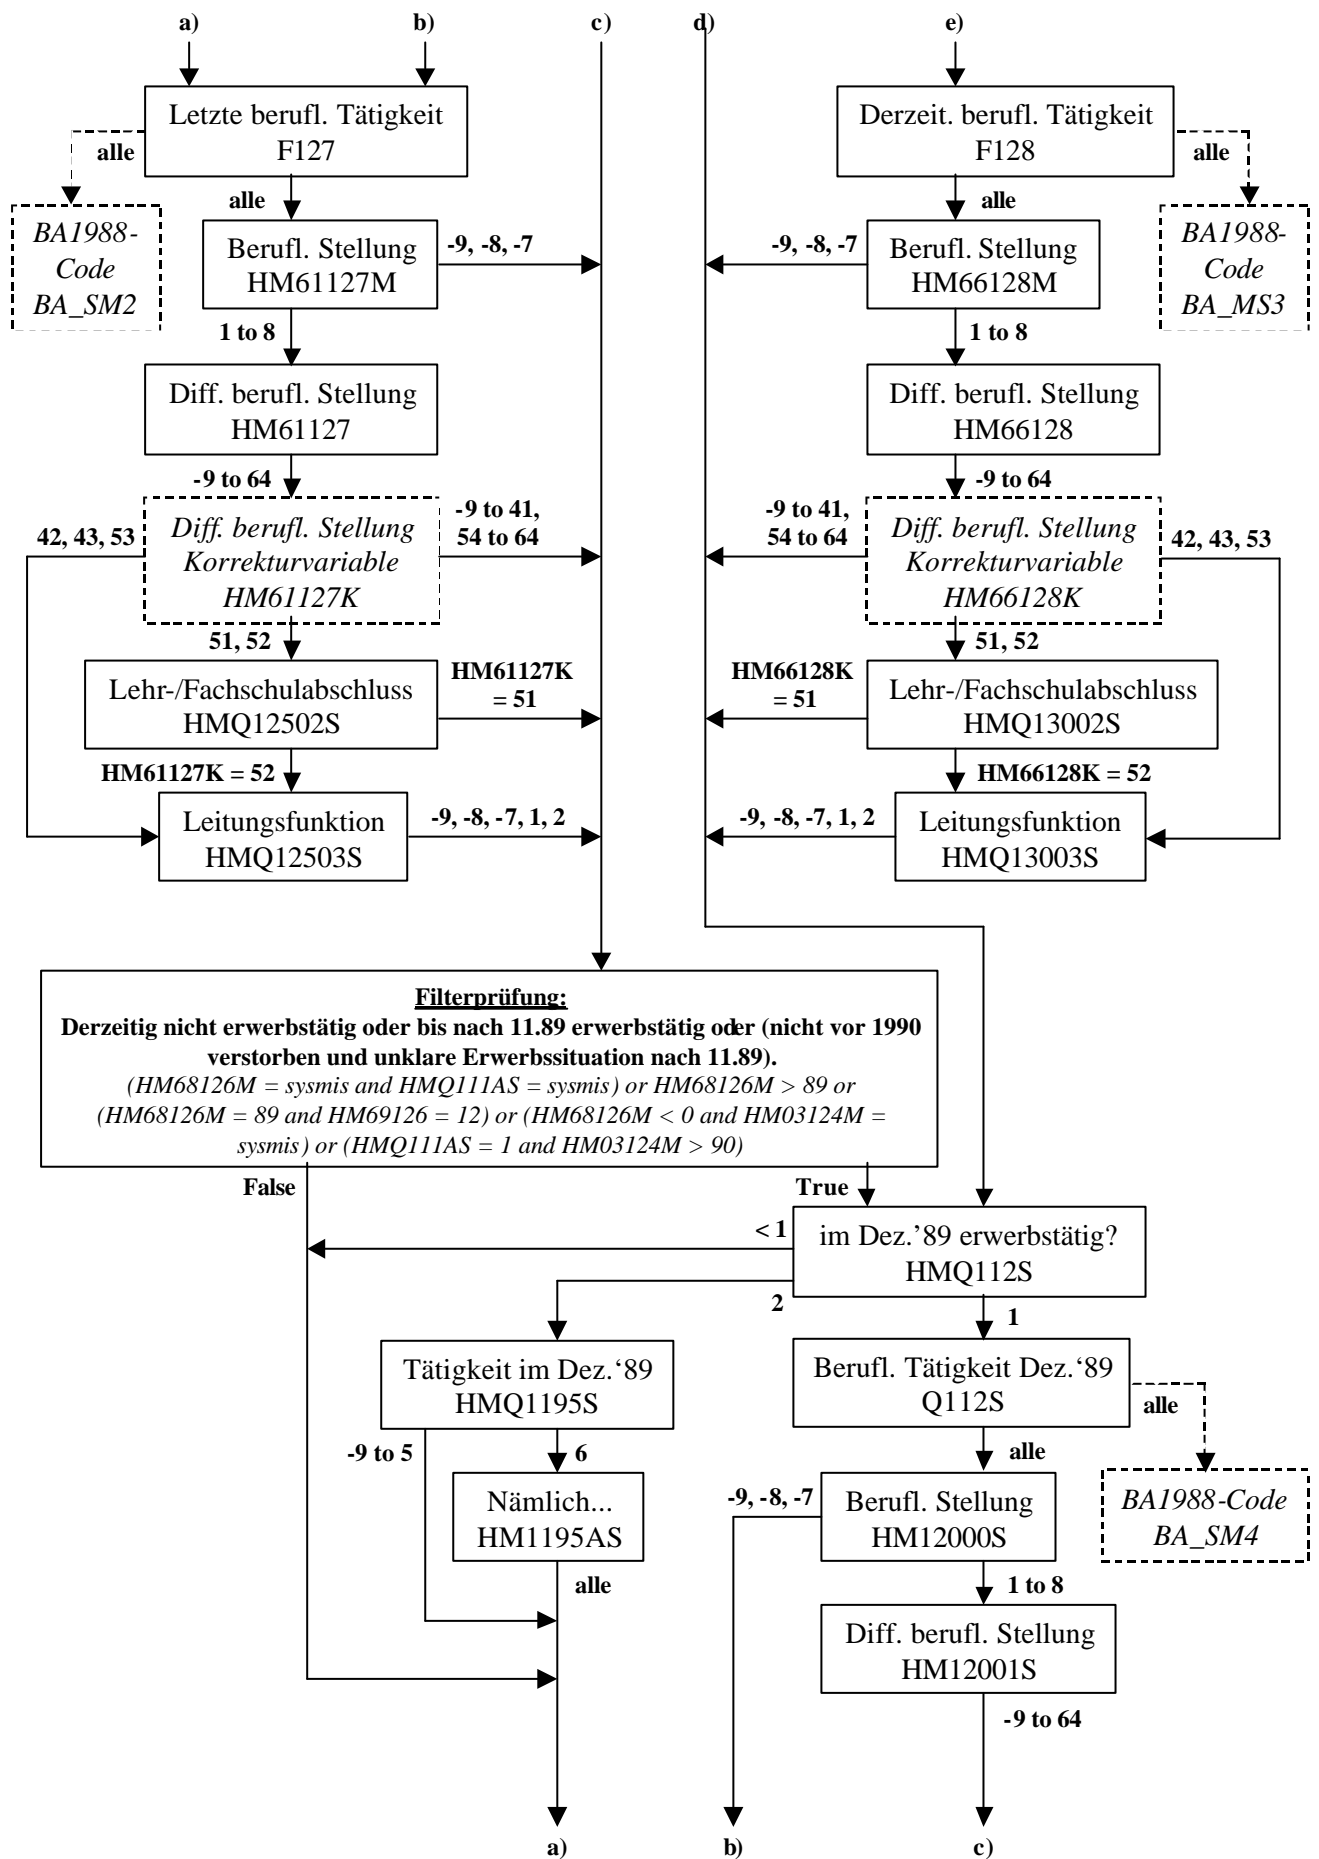 a)
b)
c)
d)
e)
Letzte berufl. Tätigkeit
F127
Derzeit. berufl. Tätigkeit
F128
alle
alle
alle
alle
BA1988-
Code
BA_SM2
Berufl. Stellung
HM61127M
-9, -8, -7
-9, -8, -7
Berufl. Stellung
HM66128M
BA1988-
Code
BA_MS3
1 to 8
1 to 8
Diff. berufl. Stellung
HM61127
Diff. berufl. Stellung
HM66128
-9 to 64
-9 to 64
42, 43, 53
Diff. berufl. Stellung
Korrekturvariable
HM61127K
-9 to 41,
54 to 64
-9 to 41,
54 to 64
Diff. berufl. Stellung
Korrekturvariable
HM66128K
42, 43, 53
51, 52
51, 52
Lehr-/Fachschulabschluss
HMQ12502S
HM61127K
= 51
HM66128K
= 51
Lehr-/Fachschulabschluss
HMQ13002S
HM61127K = 52
HM66128K = 52
Leitungsfunktion
HMQ12503S
-9, -8, -7, 1, 2
-9, -8, -7, 1, 2
Leitungsfunktion
HMQ13003S
Filterprüfung:
Derzeitig nicht erwerbstätig oder bis nach 11.89 erwerbstätig oder (nicht vor 1990
verstorben und unklare Erwerbssituation nach 11.89).
(HM68126M = sysmis and HMQ111AS = sysmis) or HM68126M > 89 or
(HM68126M = 89 and HM69126 = 12) or (HM68126M < 0 and HM03124M =
sysmis) or (HMQ111AS = 1 and HM03124M > 90)
False
True
< 1
im Dez.’89 erwerbstätig?
HMQ112S
2
1
Tätigkeit im Dez.‘89
HMQ1195S
Berufl. Tätigkeit Dez.‘89
Q112S
alle
-9 to 5
6
alle
Nämlich...
HM1195AS
-9, -8, -7
Berufl. Stellung
HM12000S
BA1988-Code
BA_SM4
alle
1 to 8
Diff. berufl. Stellung
HM12001S
-9 to 64
a)
b)
c)